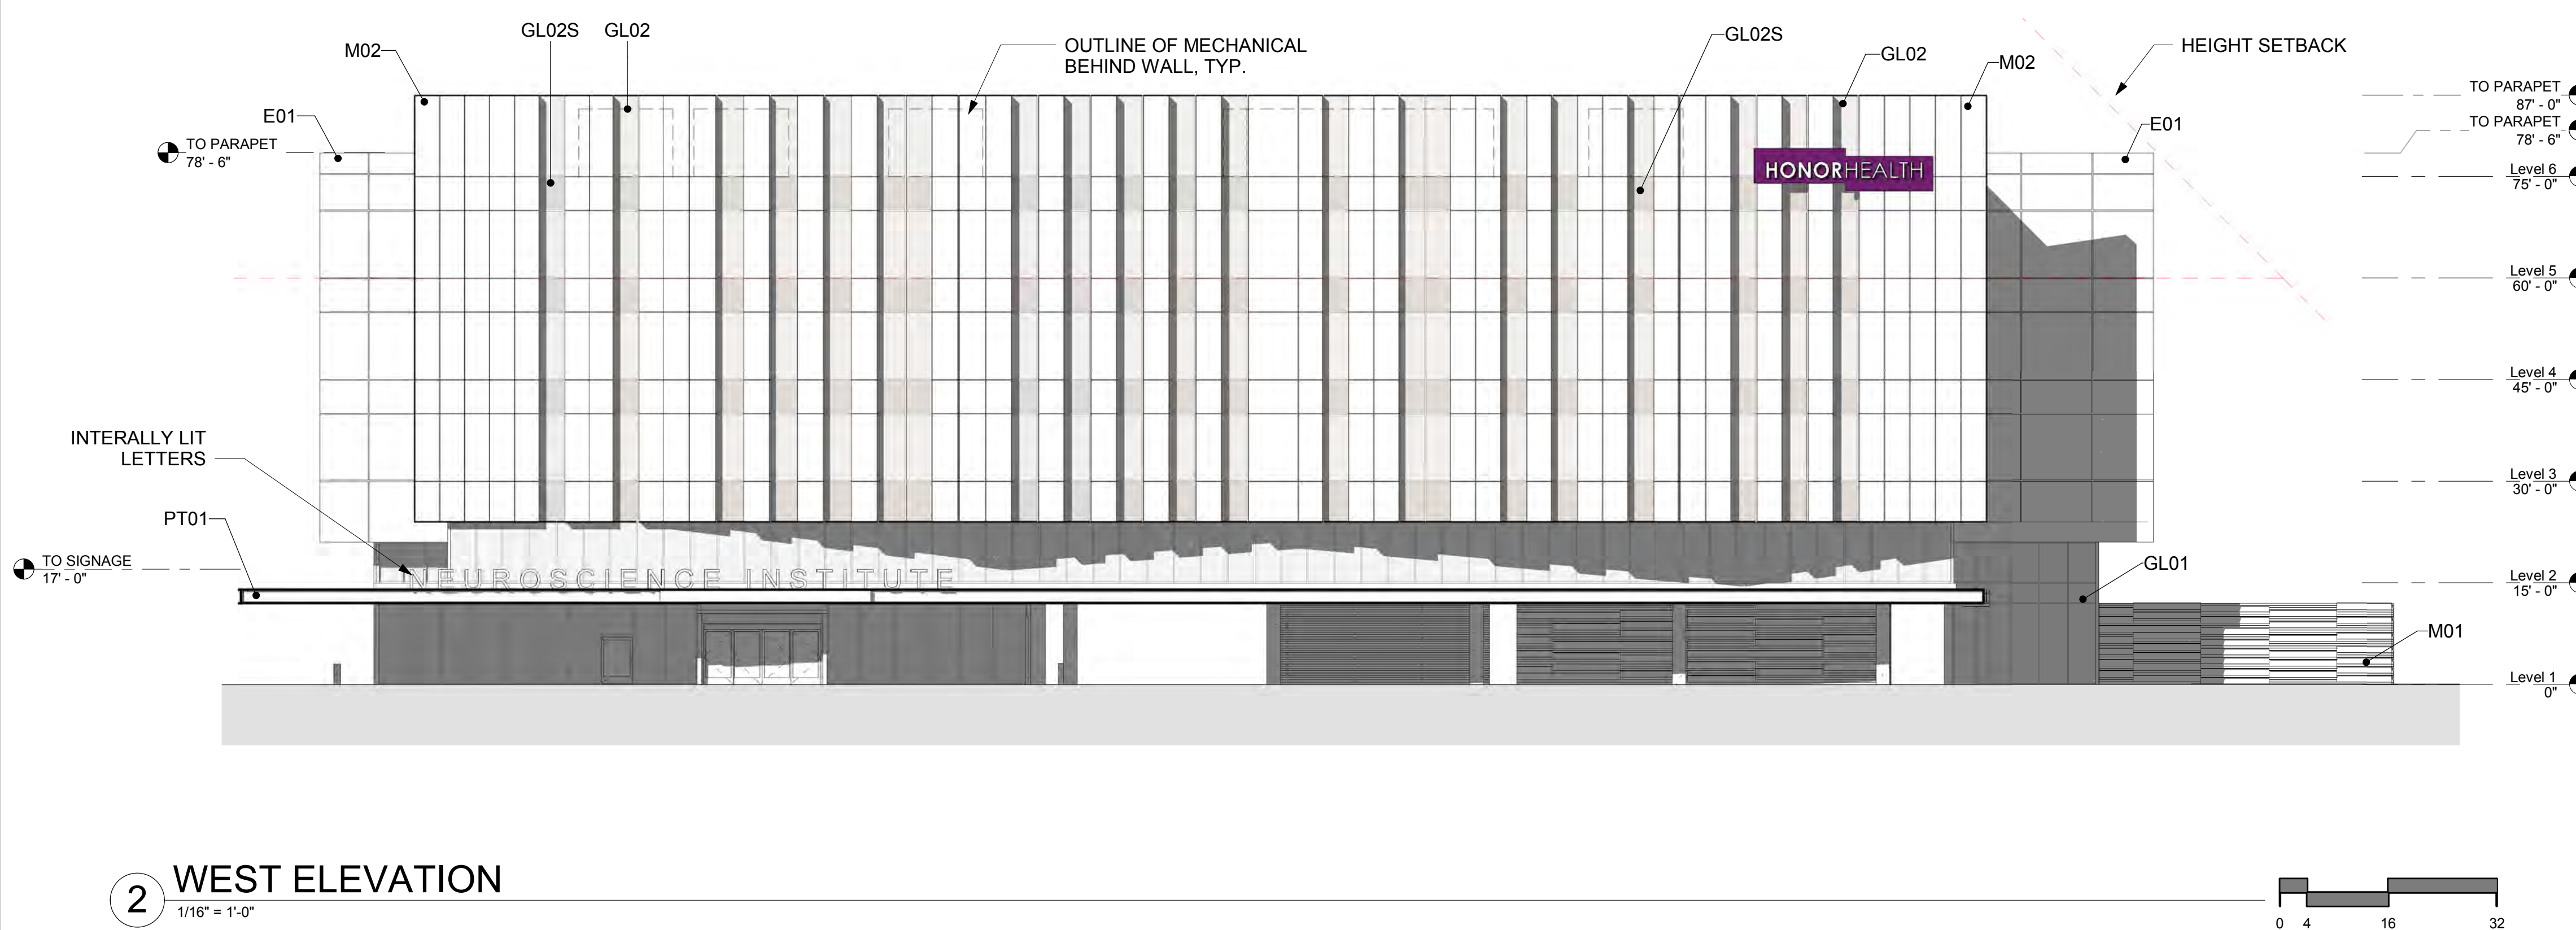 GL02S
GL02
M02
OUTLINE OF MECHANICAL
BEHIND WALL, TYP.
GL02S
GL02
M02
HEIGHT SETBACK
E01
TO PARAPET
78' - 6"
E01
TO PARAPET
87' - 0"
TO PARAPET
78' - 6"
Level 6
75' - 0"
HONORHEALTH
Level 5
60' - 0"
Level 4
45' - 0"
INTERALLY LIT
LETTERS
Level 3
30' - 0"
PT01
TO SIGNAGE
17' - 0"
NEUROSCIENCE INSTITUTE
GL01
Level 2
15' - 0"
M01
Level 1
0"
2
WEST ELEVATION
1/16" = 1'-0"
0 4 16 32